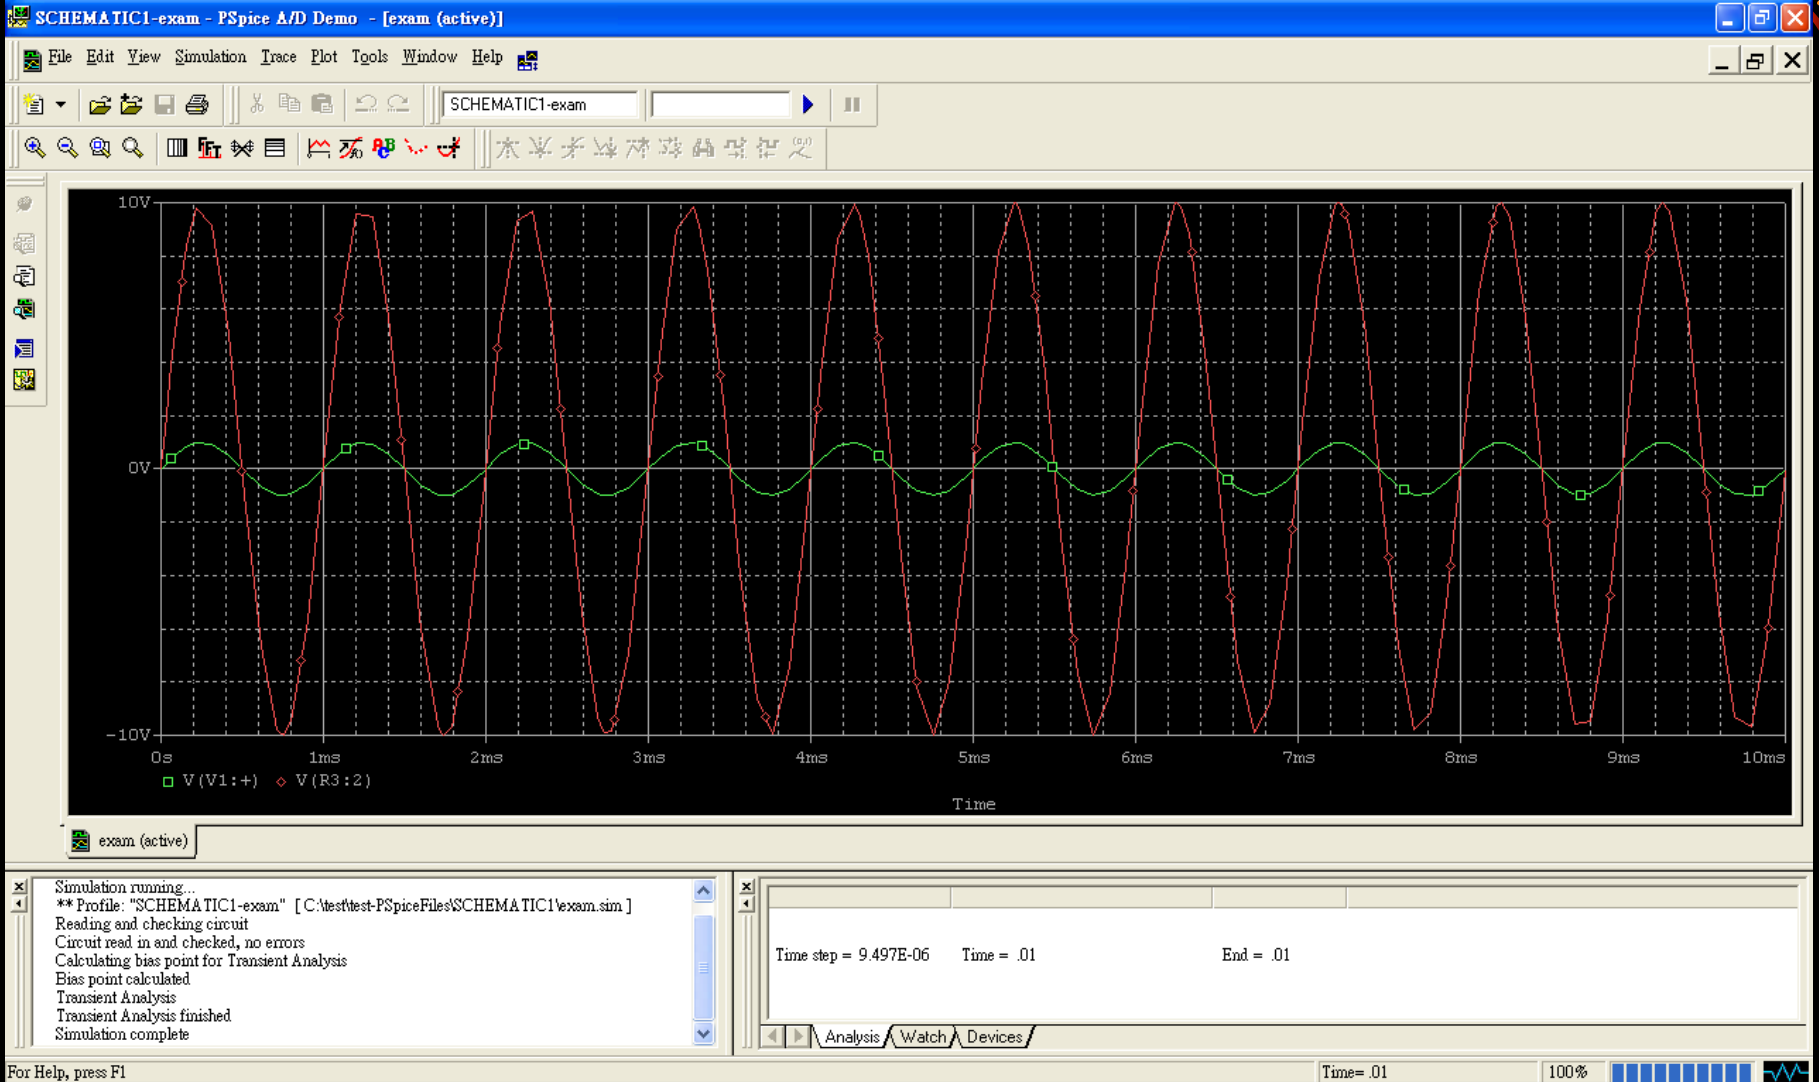 SCHEMATIC1-exam - PSpice A/D Demo - [exam (active)]
File Edit View Simulation Trace Plot Tools Window Help
SCHEMATIC1-exam
10V
0V
-10V
0s 1ms 2ms 3ms 4ms 5ms 6ms 7ms 8ms 9ms 10ms
V(V1:+) V(R3:2)
Time
exam (active)
Simulation running...
** Profile: "SCHEMATIC1-exam" [ C:\test\test-PSpiceFiles\SCHEMATIC1\exam.sim ]
Reading and checking circuit
Circuit read in and checked, no errors
Calculating bias point for Transient Analysis
Bias point calculated
Transient Analysis
Transient Analysis finished
Simulation complete
Time step = 9.497E-06 Time = .01 End = .01
Analysis Watch Devices
For Help, press F1 Time= .01 100%